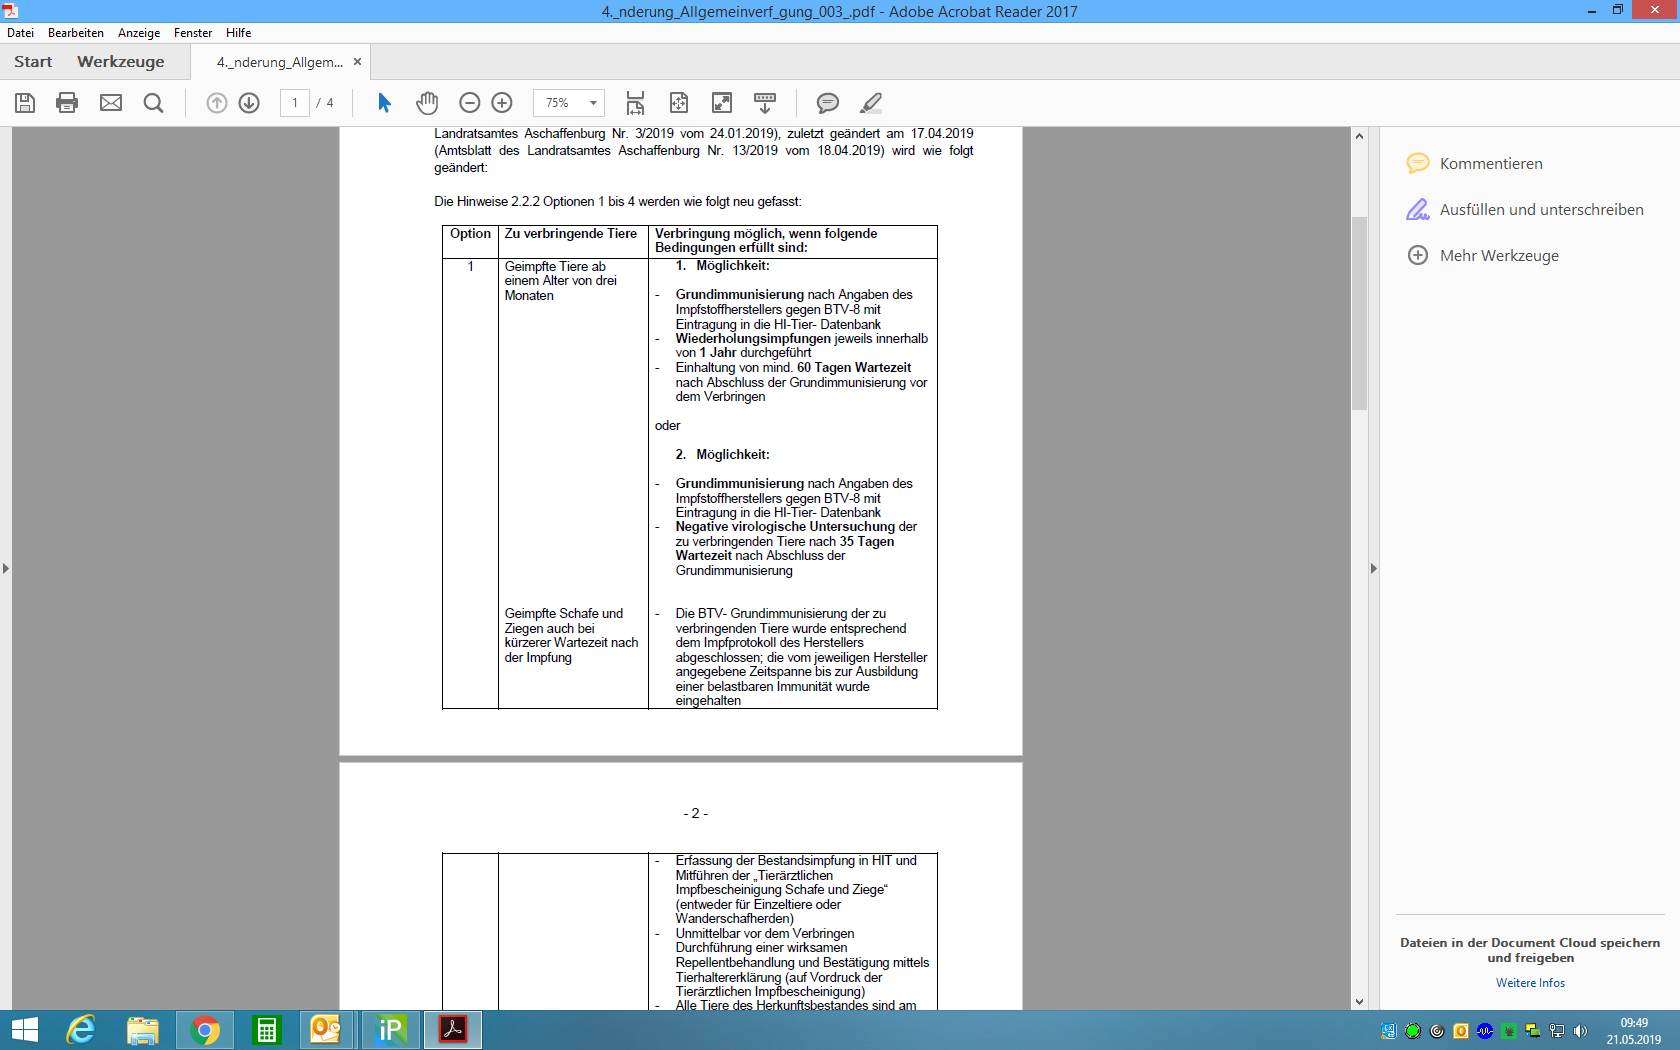 4._nderung_Allgemeinverf_gung_003_.pdf - Adobe Acrobat Reader 2017
Datei Bearbeiten Anzeige Fenster Hilfe
Start Werkzeuge 4._nderung_Allgem... ×
1 / 4 75%
Landratsamtes Aschaffenburg Nr. 3/2019 vom 24.01.2019), zuletzt geändert am 17.04.2019
(Amtsblatt des Landratsamtes Aschaffenburg Nr. 13/2019 vom 18.04.2019) wird wie folgt
geändert:
Die Hinweise 2.2.2 Optionen 1 bis 4 werden wie folgt neu gefasst:
Option
Zu verbringende Tiere
Verbringung möglich, wenn folgende
Bedingungen erfüllt sind:
1
Geimpfte Tiere ab
einem Alter von drei
Monaten
1. Möglichkeit:
- Grundimmunisierung nach Angaben des
Impfstoffherstellers gegen BTV-8 mit
Eintragung in die HI-Tier- Datenbank
- Wiederholungsimpfungen jeweils innerhalb
von 1 Jahr durchgeführt
- Einhaltung von mind. 60 Tagen Wartezeit
nach Abschluss der Grundimmunisierung vor
dem Verbringen
oder
2. Möglichkeit:
- Grundimmunisierung nach Angaben des
Impfstoffherstellers gegen BTV-8 mit
Eintragung in die HI-Tier- Datenbank
- Negative virologische Untersuchung der
zu verbringenden Tiere nach 35 Tagen
Wartezeit nach Abschluss der
Grundimmunisierung
Geimpfte Schafe und
Ziegen auch bei
kürzerer Wartezeit nach
der Impfung
- Die BTV- Grundimmunisierung der zu
verbringenden Tiere wurde entsprechend
dem Impfprotokoll des Herstellers
abgeschlossen; die vom jeweiligen Hersteller
angegebene Zeitspanne bis zur Ausbildung
einer belastbaren Immunität wurde
eingehalten
- 2 -
- Erfassung der Bestandsimpfung in HIT und
Mitführen der „Tierärztlichen
Impfbescheinigung Schafe und Ziege“
(entweder für Einzeltiere oder
Wanderschafherden)
- Unmittelbar vor dem Verbringen
Durchführung einer wirksamen
Repellentbehandlung und Bestätigung mittels
Tierhaltererklärung (auf Vordruck der
Tierärztlichen Impfbescheinigung)
- Alle Tiere des Herkunftsbestandes sind am
Kommentieren
Ausfüllen und unterschreiben
Mehr Werkzeuge
Dateien in der Document Cloud speichern
und freigeben
Weitere Infos
iP
09:49
21.05.2019